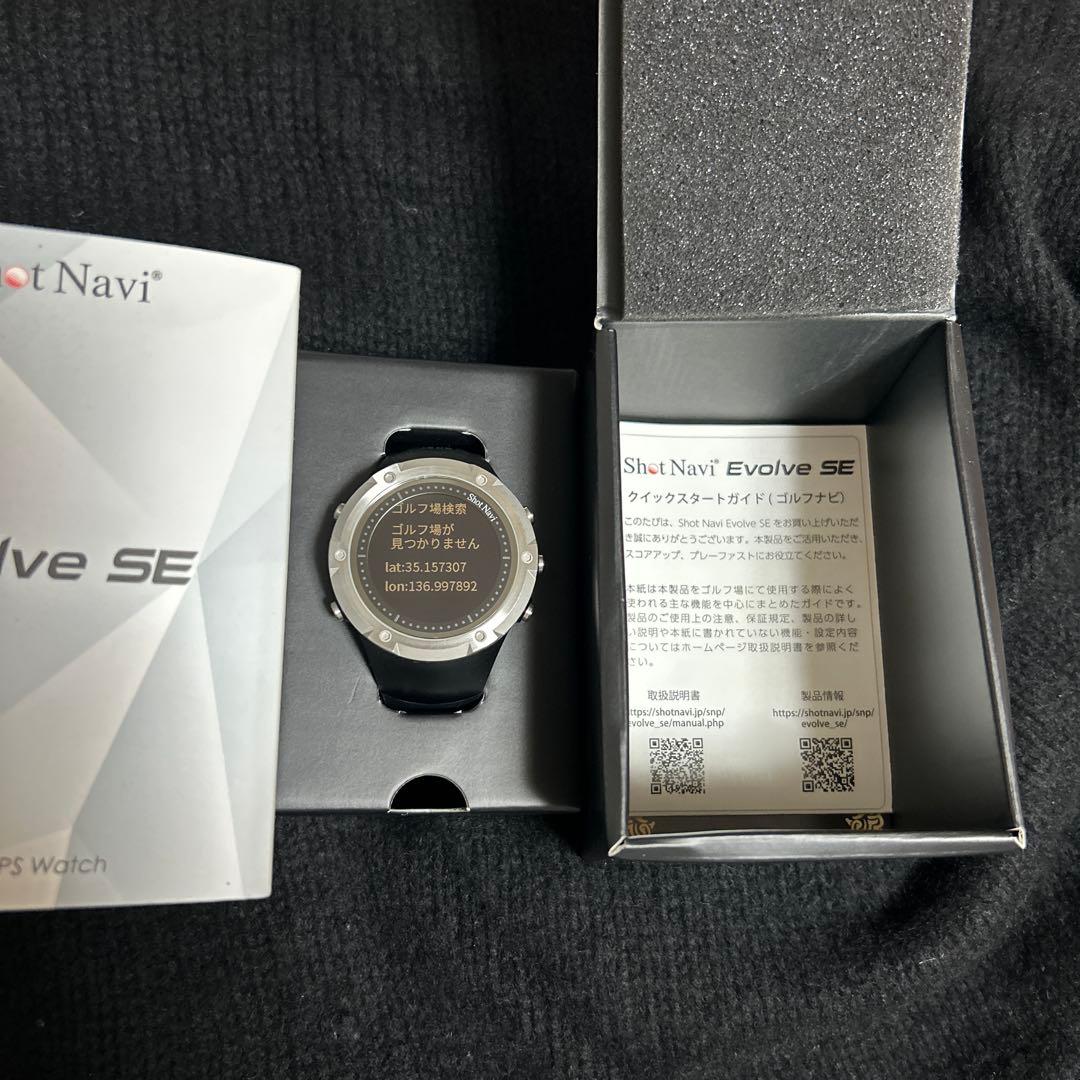 ot Navi®
lve SE
PS Watch
Shot Navi
ゴルフ場検索
ゴルフ場が
見つかりません
lat:35.157307
lon:136.997892
Shot Navi® Evolve SE
クイックスタートガイド ( ゴルフナビ)
このたびは、Shot Navi Evolve SE をお買い上げいただ
き誠にありがとうございます。本製品をご活用いただき、
スコアアップ、プレーファストにお役立てください。
本紙は本製品をゴルフ場にて使用する際によく
使われる主な機能を中心にまとめたガイドです。
製品のご使用上の注意、保証規定、製品の詳し
い説明や本紙に書かれていない機能・設定内容
についてはホームページ取扱説明書を参照くだ
さい。
取扱説明書
ttps://shotnavi.jp/snp/
evolve_se/manual.php
製品情報
https://shotnavi.jp/snp/
evolve_se/